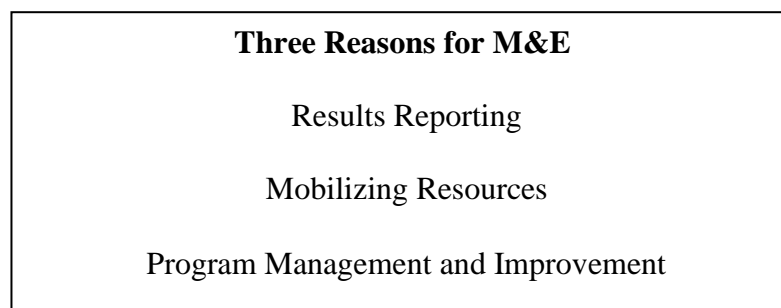 Three Reasons for M&E
Results Reporting
Mobilizing Resources
Program Management and Improvement